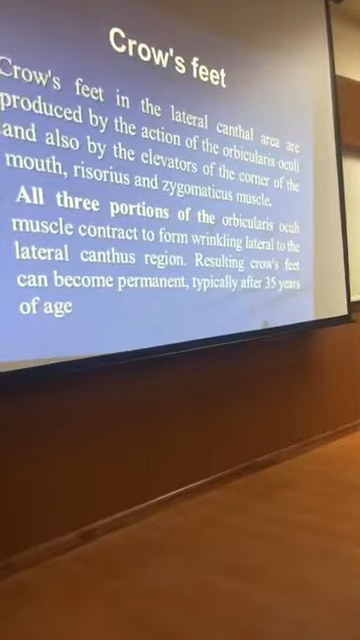 Crow's feet
Crow's feet in the lateral canthal area are
produced by the action of the orbicularis oculi
and also by the elevators of the corner of the
mouth, risorius and zygomaticus muscle.
All three portions of the orbicularis oculi
muscle contract to form wrinkling lateral to the
lateral canthus region. Resulting crow's feet
can become permanent, typically after 35 years
of age